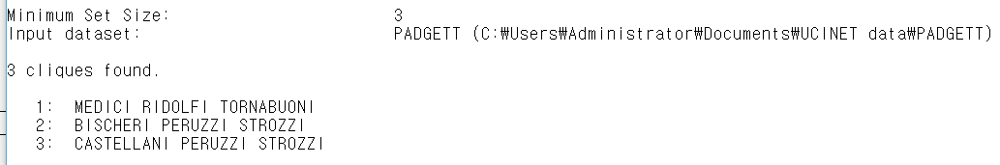 Minimum Set Size: 3
Input dataset: PADGETT (C:₩Users₩Administrator₩Documents₩UCINET data₩PADGETT)
3 cliques found.
1: MEDICI RIDOLFI TORNABUONI
2: BISCHERI PERUZZI STROZZI
3: CASTELLANI PERUZZI STROZZI